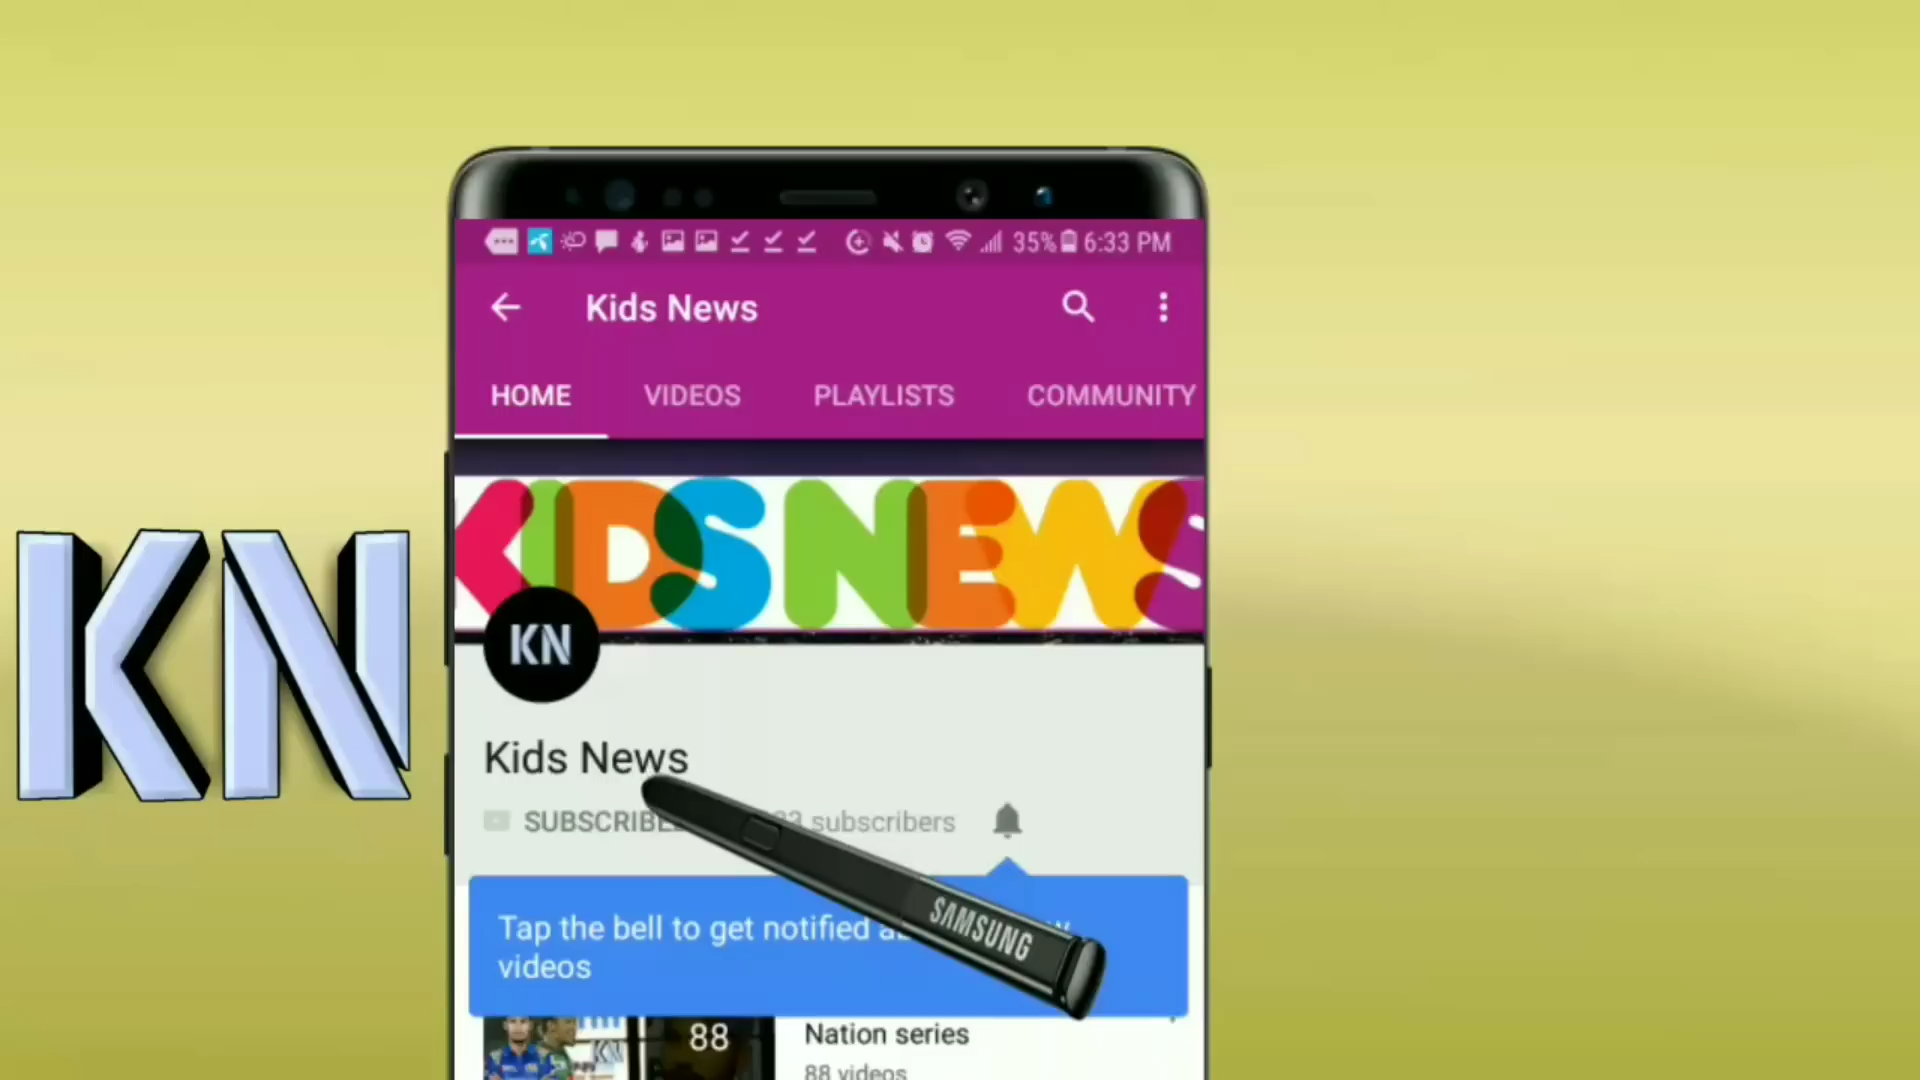 35% 6:33 PM
Kids News
HOME VIDEOS PLAYLISTS COMMUNITY
KIDS NEWS
KN
KN
Kids News
subscribers
Tap the bell to get notified
videos
SAMSUNG
88
Nation series
88 videos